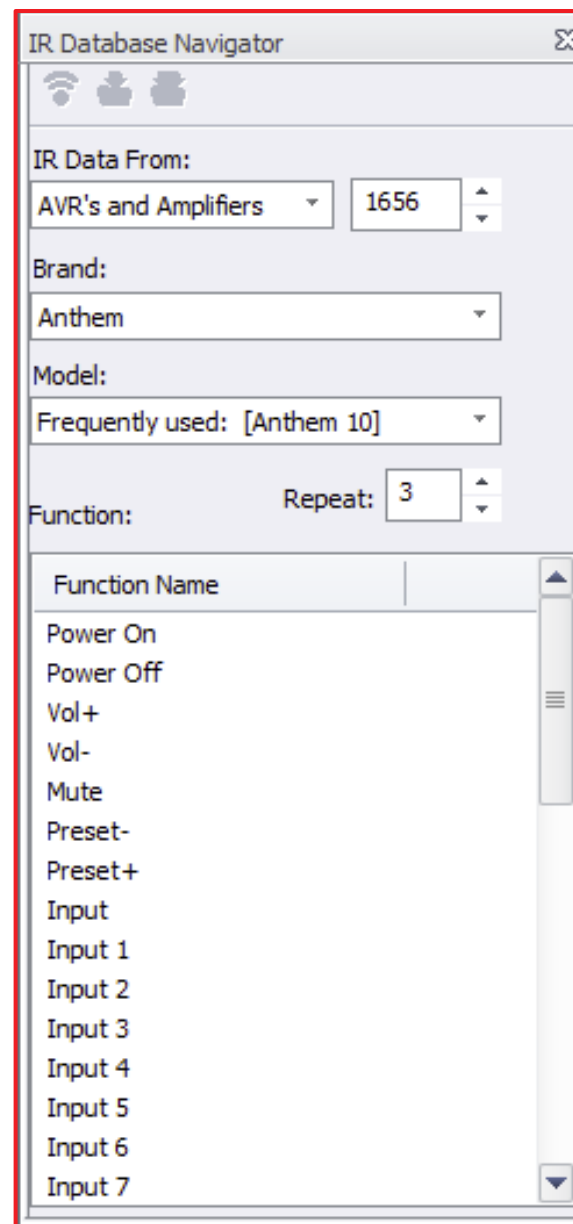 IR Database Navigator
IR Data From:
AVR's and Amplifiers 1656
Brand:
Anthem
Model:
Frequently used: [Anthem 10]
Function: Repeat: 3
Function Name
Power On
Power Off
Vol+
Vol-
Mute
Preset-
Preset+
Input
Input 1
Input 2
Input 3
Input 4
Input 5
Input 6
Input 7